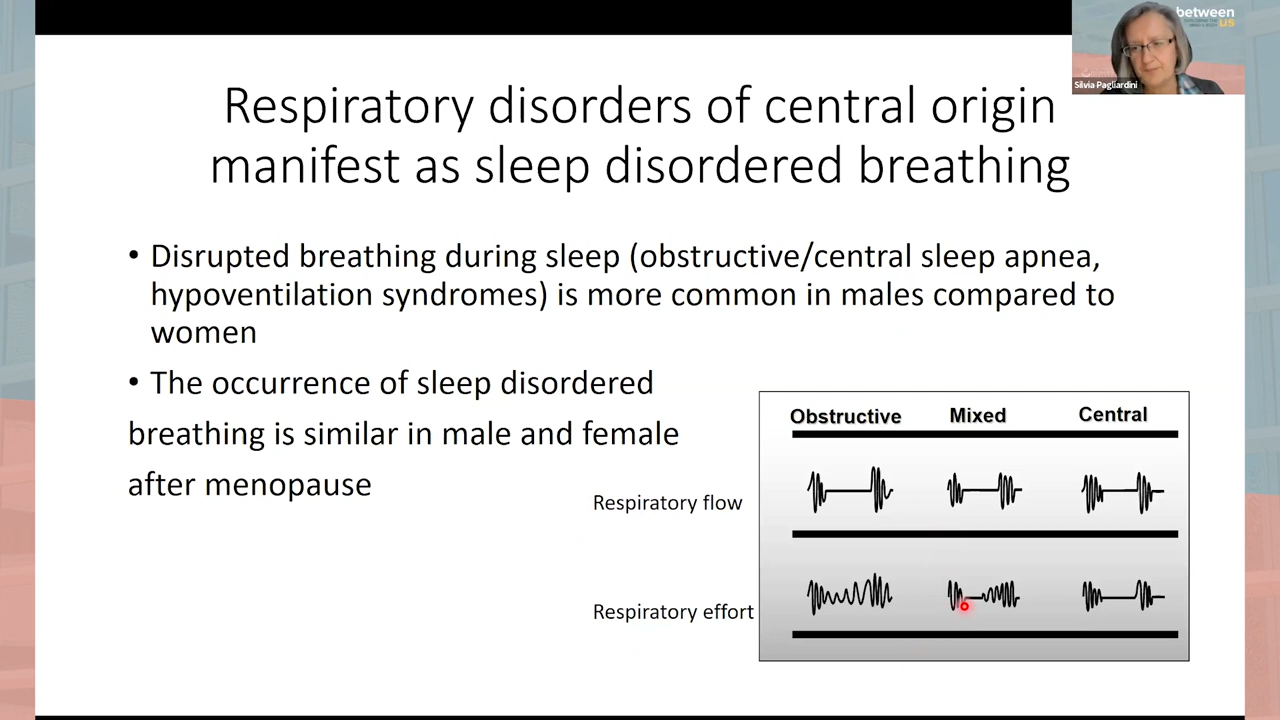 between
us
Silvia Pagliardini
Respiratory disorders of central origin
manifest as sleep disordered breathing
• Disrupted breathing during sleep (obstructive/central sleep apnea,
hypoventilation syndromes) is more common in males compared to
women
• The occurrence of sleep disordered
breathing is similar in male and female
after menopause
Obstructive Mixed Central
Respiratory flow
Respiratory effort